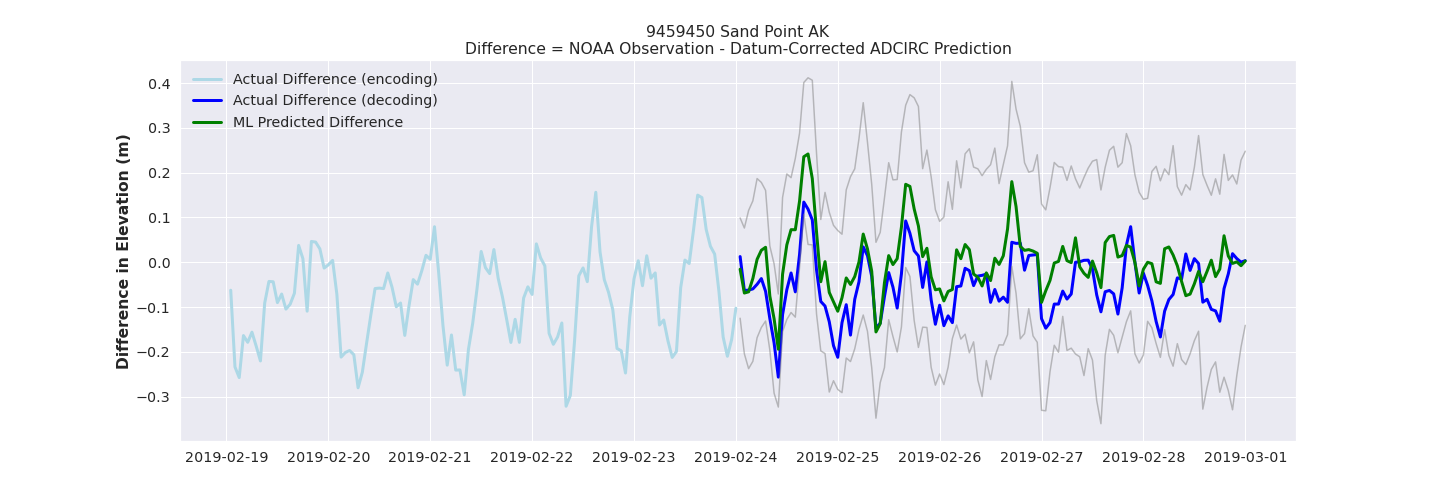 9459450 Sand Point AK
Difference = NOAA Observation - Datum-Corrected ADCIRC Prediction
Actual Difference (encoding)
Actual Difference (decoding)
ML Predicted Difference
Difference in Elevation (m)
0.4
0.3
0.2
0.1
0.0
−0.1
−0.2
−0.3
2019-02-19 2019-02-20 2019-02-21 2019-02-22 2019-02-23 2019-02-24 2019-02-25 2019-02-26 2019-02-27 2019-02-28 2019-03-01